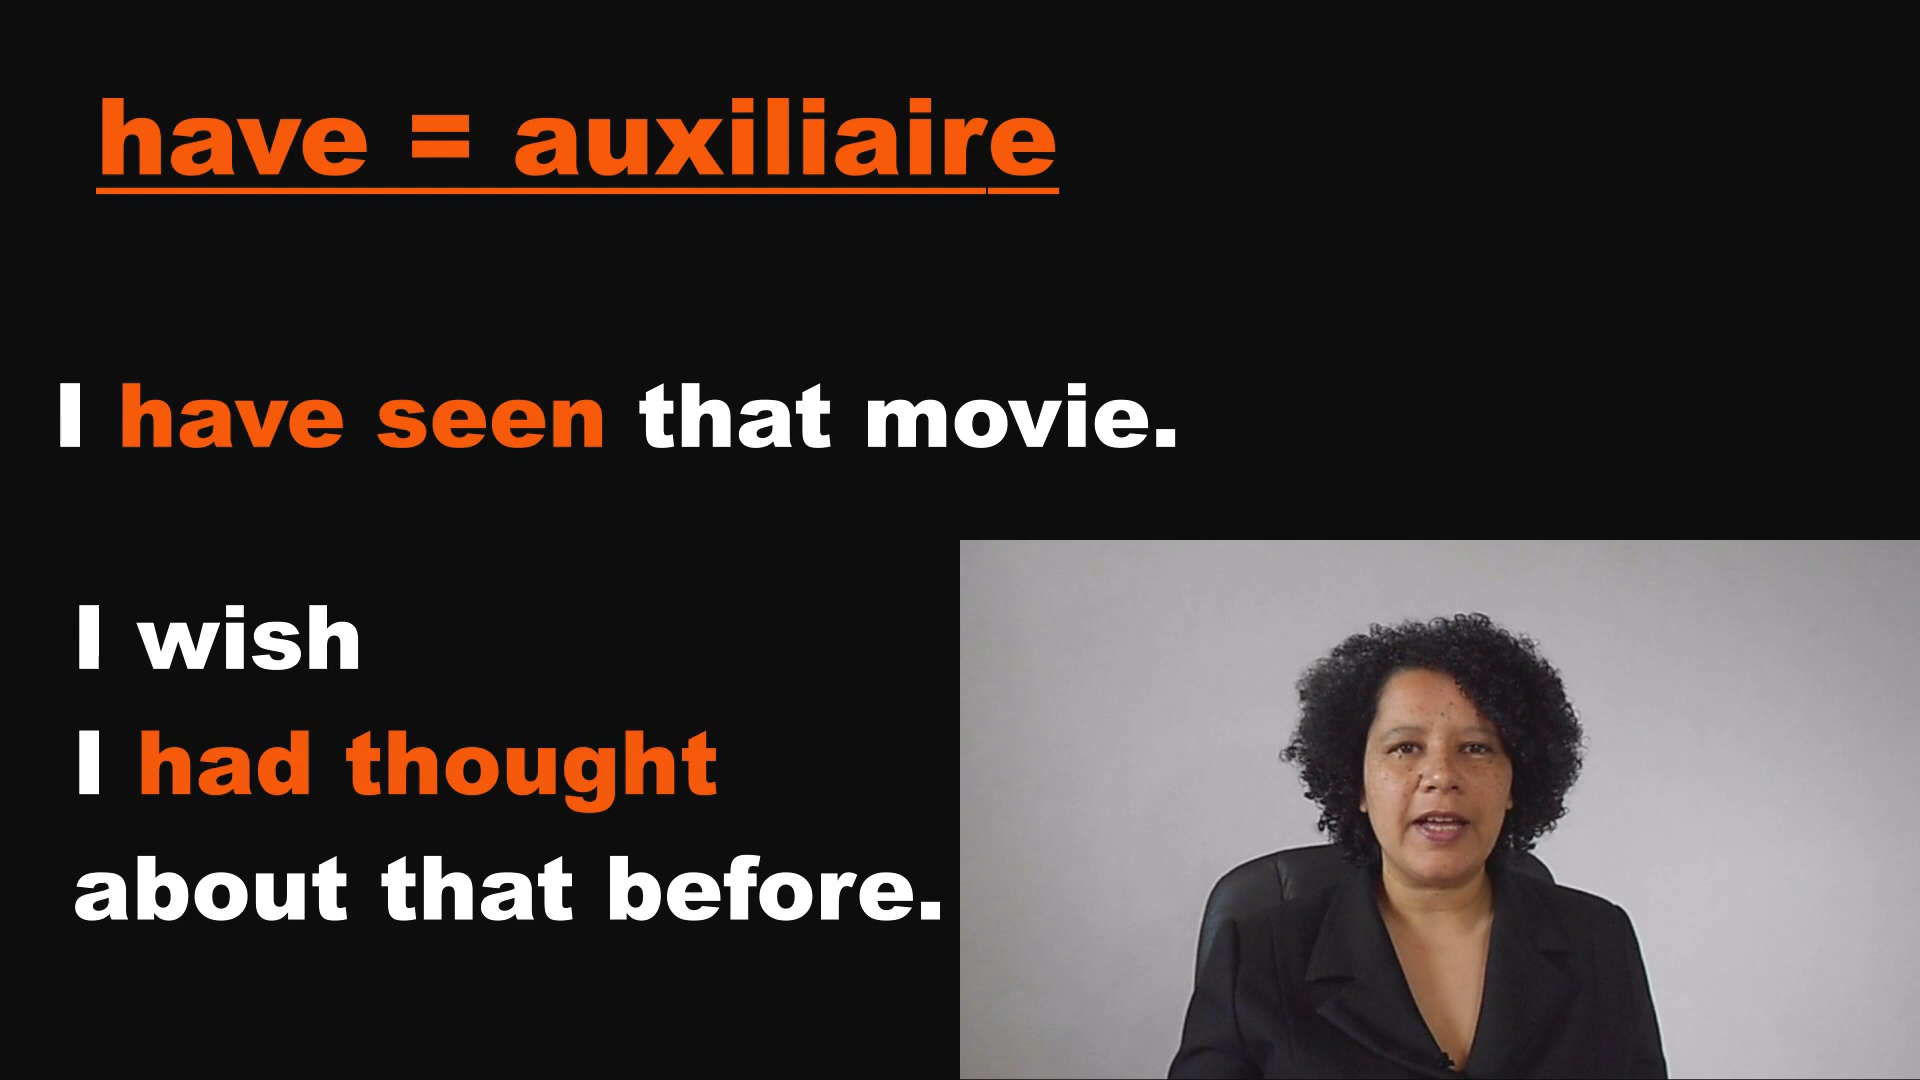 have = auxiliaire
I have seen that movie.
I wish
I had thought
about that before.